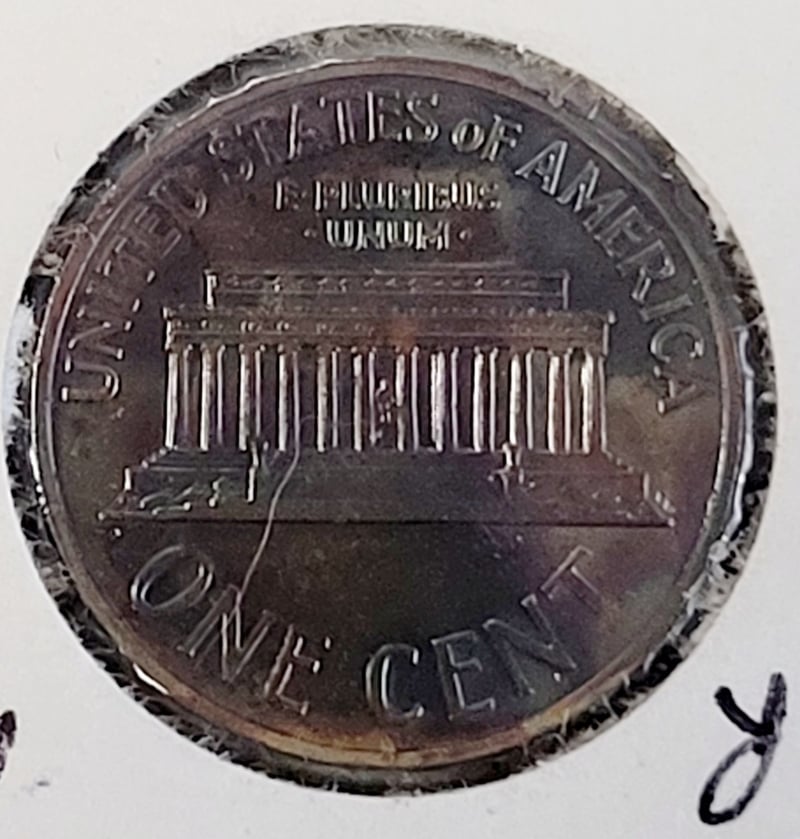 UNITED STATES oF AMERICA
E·PLURIBUS
·UNUM·
ONE CENT